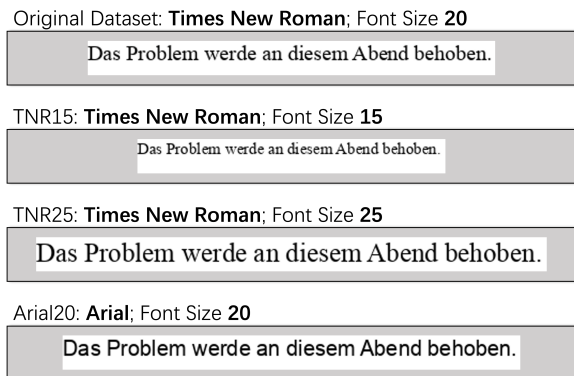 Original Dataset: Times New Roman; Font Size 20
Das Problem werde an diesem Abend behoben.
TNR15: Times New Roman; Font Size 15
Das Problem werde an diesem Abend behoben.
TNR25: Times New Roman; Font Size 25
Das Problem werde an diesem Abend behoben.
Arial20: Arial; Font Size 20
Das Problem werde an diesem Abend behoben.